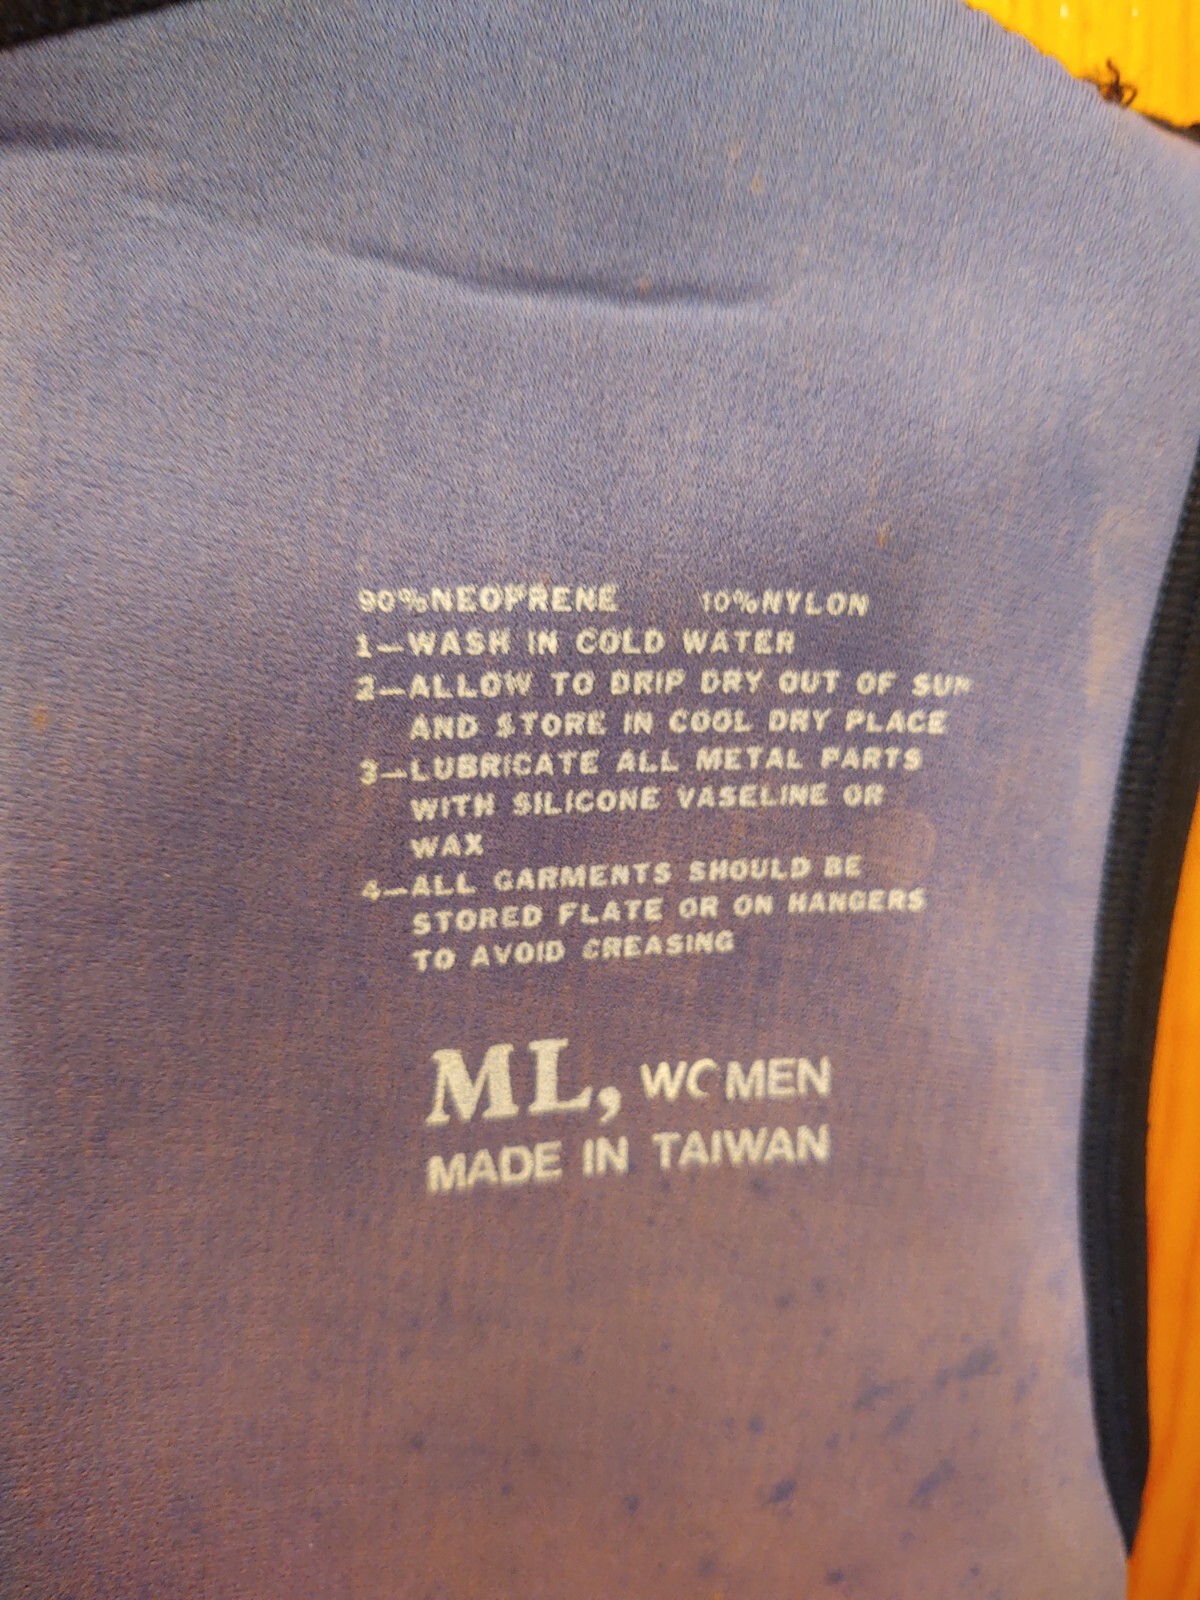 90%NEOPRENE 10%NYLON
1—WASH IN COLD WATER
2—ALLOW TO DRIP DRY OUT OF SUN
AND STORE IN COOL DRY PLACE
3—LUBRICATE ALL METAL PARTS
WITH SILICONE VASELINE OR
WAX
4—ALL GARMENTS SHOULD BE
STORED FLATE OR ON HANGERS
TO AVOID CREASING
ML, WOMEN
MADE IN TAIWAN